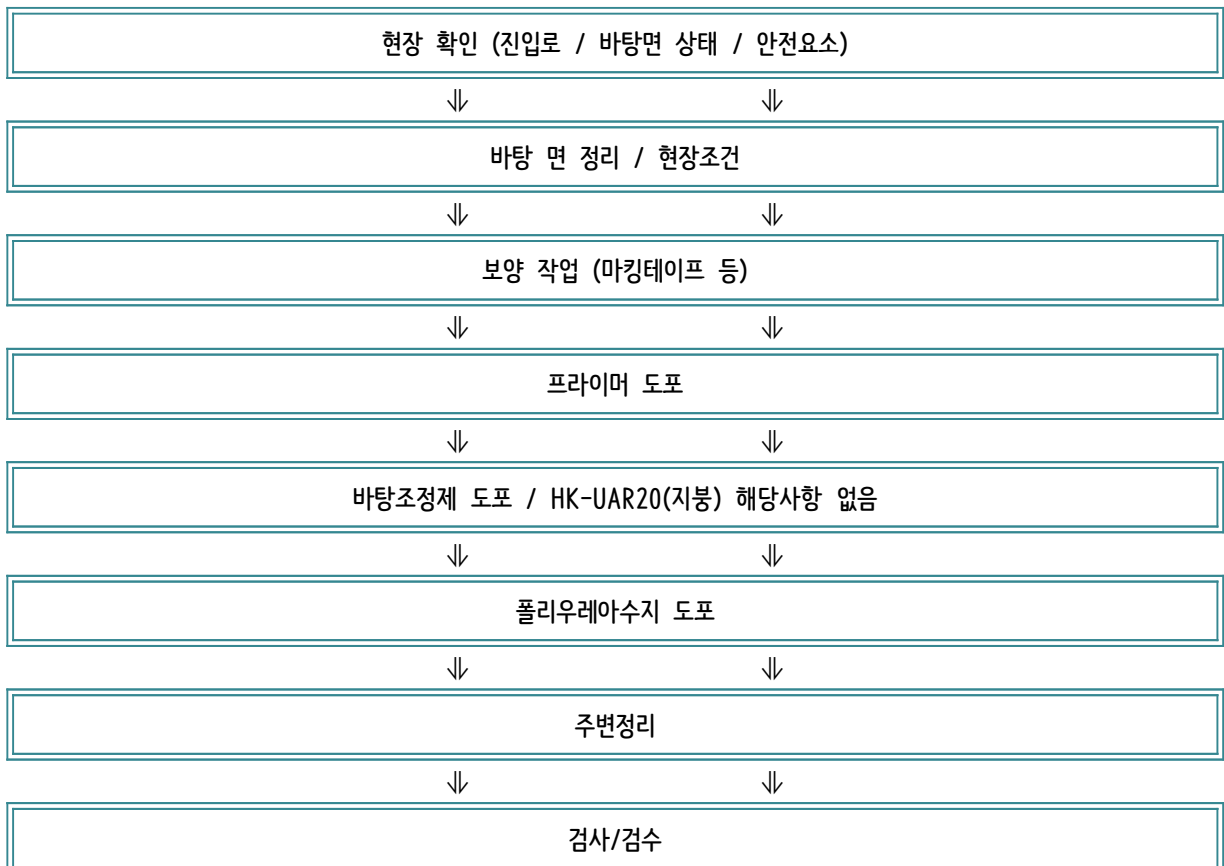 현장 확인 (진입로 / 바탕면 상태 / 안전요소)
⇓ ⇓
바탕 면 정리 / 현장조건
⇓ ⇓
보양 작업 (마킹테이프 등)
⇓ ⇓
프라이머 도포
⇓ ⇓
바탕조정제 도포 / HK-UAR20(지붕) 해당사항 없음
⇓ ⇓
폴리우레아수지 도포
⇓ ⇓
주변정리
⇓ ⇓
검사/검수